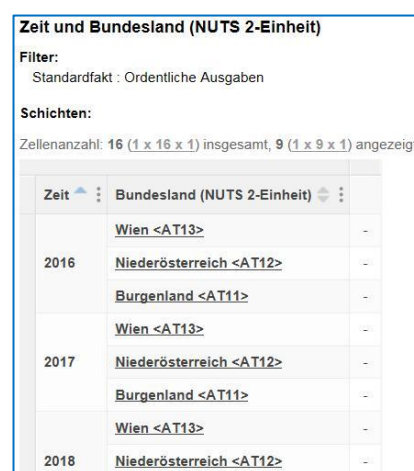 Zeit und Bundesland (NUTS 2-Einheit)
Filter:
Standardfakt : Ordentliche Ausgaben
Schichten:
Zellenanzahl: 16 (1 x 16 x 1) insgesamt, 9 (1 x 9 x 1) angezeig
Zeit Bundesland (NUTS 2-Einheit)
Wien <AT13> -
2016 Niederösterreich <AT12> -
Burgenland <AT11> -
Wien <AT13> -
2017 Niederösterreich <AT12> -
Burgenland <AT11> -
Wien <AT13> -
2018 Niederösterreich <AT12> -